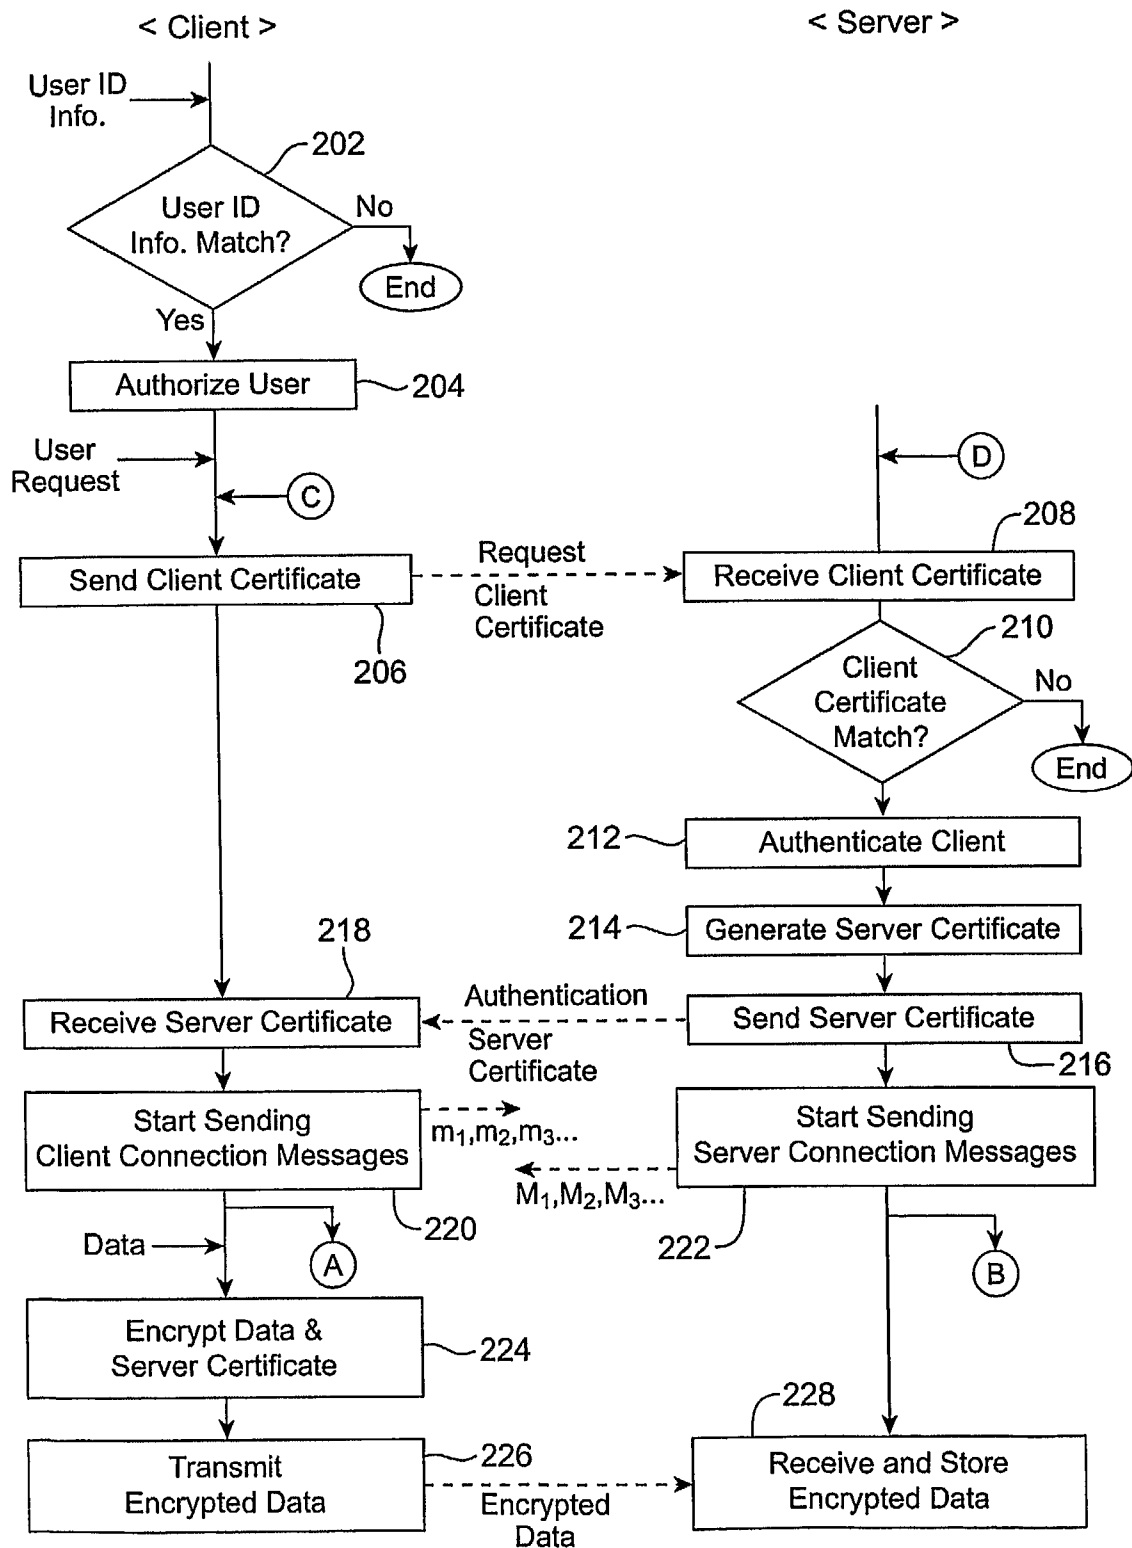 < Client >
< Server >
User ID
Info.
202
User ID
Info. Match?
No
End
Yes
Authorize User
204
User
Request
C
D
208
Send Client Certificate
Request
Client
Certificate
Receive Client Certificate
206
210
Client
Certificate
Match?
No
End
212
Authenticate Client
214
Generate Server Certificate
218
Receive Server Certificate
Authentication
Server
Certificate
Send Server Certificate
216
Start Sending
Client Connection Messages
m1,m2,m3...
Start Sending
Server Connection Messages
M1,M2,M3...
220
222
Data
A
B
Encrypt Data &
Server Certificate
224
228
Transmit
Encrypted Data
226
Encrypted
Data
Receive and Store
Encrypted Data